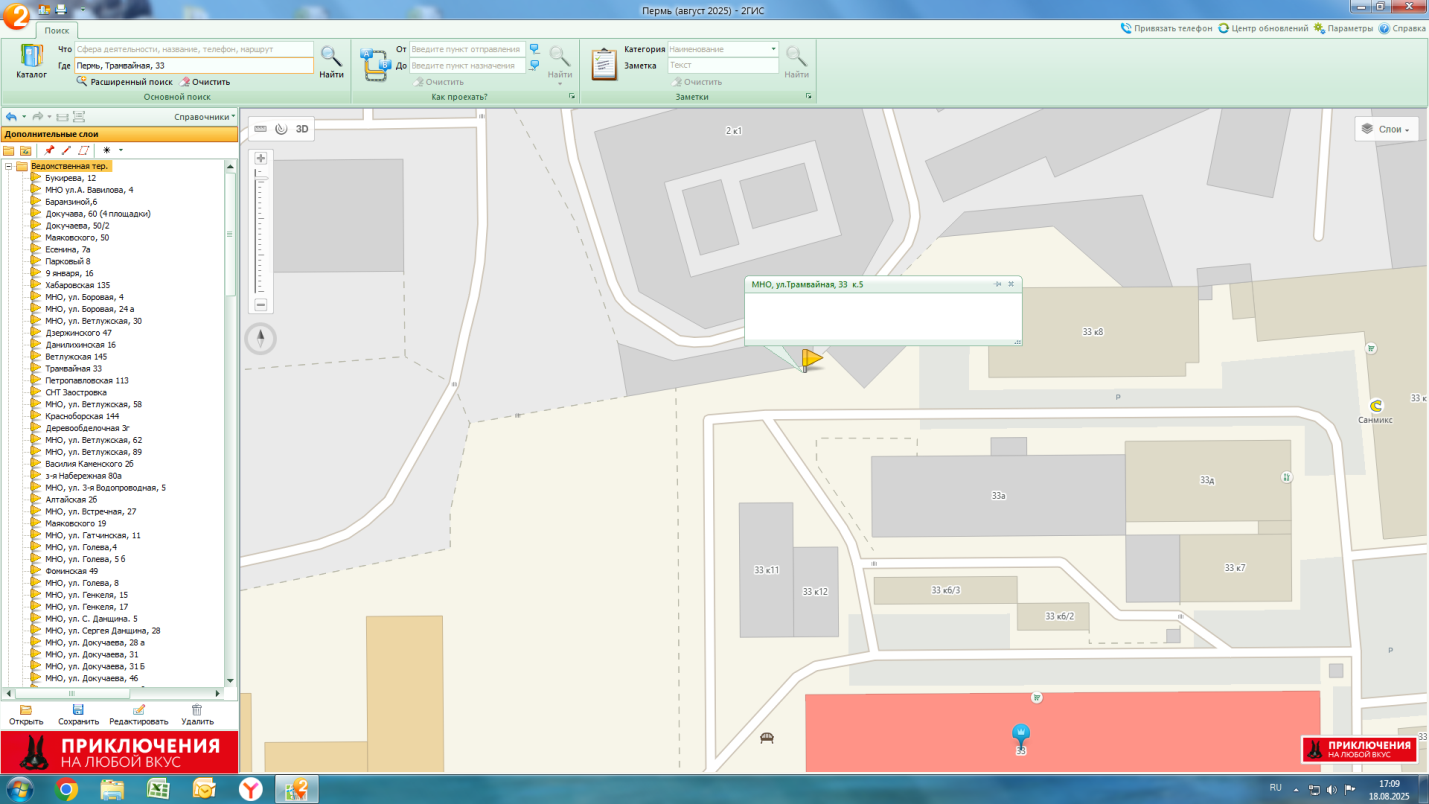 Пермь (август 2025) - 2ГИС
Поиск
Привязать телефон
Центр обновлений
Параметры
Справка
Каталог
Что
Сфера деятельности, название, телефон, маршрут
Где
Пермь, Трамвайная, 33
Расширенный поиск
Очистить
Найти
Основной поиск
От
Введите пункт отправления
До
Введите пункт назначения
Очистить
Найти
Как проехать?
Категория
Наименование
Заметка
Текст
Очистить
Найти
Заметки
Справочники
Дополнительные слои
Ведомственная тер.
Букирева, 12
МНО ул.А. Вавилова, 4
Баранзиной,6
Докучава, 60 (4 площадки)
Докучаева, 50/2
Маяковского, 50
Есенина, 7а
Парковый 8
9 января, 16
Хабаровская 135
МНО, ул. Боровая, 4
МНО, ул. Боровая, 24 а
МНО, ул. Ветлужская, 30
Дзержинского 47
Данилихинская 16
Ветлужская 145
Трамвайная 33
Петропавловская 113
СНТ Заостровка
МНО, ул. Ветлужская, 58
Красноборская 144
Деревообделочная 3г
МНО, ул. Ветлужская, 62
МНО, ул. Ветлужская, 89
Василия Каменского 26
3-я Набережная 80а
МНО, ул. 3-я Водопроводная, 5
Алтайская 26
МНО, ул. Встречная, 27
Маяковского 19
МНО, ул. Гатчинская, 11
МНО, ул. Голева,4
МНО, ул. Голева, 5 б
Фоминская 49
МНО, ул. Голева, 8
МНО, ул. Генкеля, 15
МНО, ул. Генкеля, 17
МНО, ул. С. Данщина. 5
МНО, ул. Сергея Данщина, 28
МНО, ул. Докучаева, 28 а
МНО, ул. Докучаева, 31
МНО, ул. Докучаева, 31 Б
МНО, ул. Докучаева, 46
Открыть
Сохранить
Редактировать
Удалить
ПРИКЛЮЧЕНИЯ
НА ЛЮБОЙ ВКУС
3D
Слои
2 к1
МНО, ул.Трамвайная, 33 к.5
33 к8
P
33 к
Санмикс
33а
33д
33 к11
33 к12
33 к6/3
33 к6/2
33 к7
P
33
33
ПРИКЛЮЧЕНИЯ
НА ЛЮБОЙ ВКУС
RU
17:09
18.08.2025